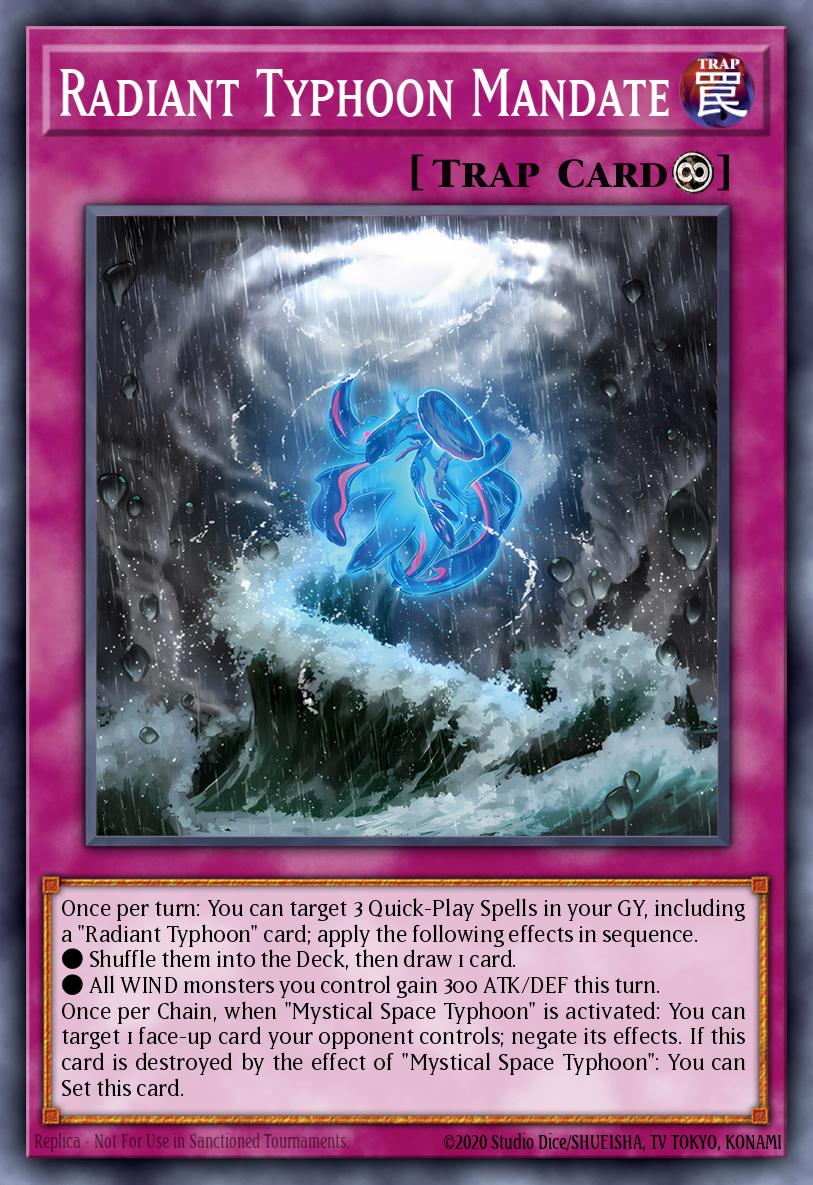 Radiant Typhoon Mandate
TRAP
罠
[Trap Card]
Once per turn: You can target 3 Quick-Play Spells in your GY, including
a "Radiant Typhoon" card; apply the following effects in sequence.
● Shuffle them into the Deck, then draw 1 card.
● All WIND monsters you control gain 300 ATK/DEF this turn.
Once per Chain, when "Mystical Space Typhoon" is activated: You can
target 1 face-up card your opponent controls; negate its effects. If this
card is destroyed by the effect of "Mystical Space Typhoon": You can
Set this card.
Replica - Not For Use in Sanctioned Tournaments.
©2020 Studio Dice/SHUEISHA, TV TOKYO, KONAMI